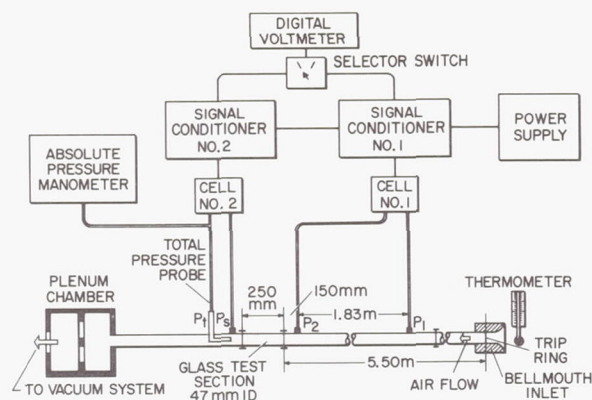 DIGITAL
VOLTMETER
SELECTOR SWITCH
SIGNAL
CONDITIONER
NO. 2
SIGNAL
CONDITIONER
NO. 1
POWER
SUPPLY
ABSOLUTE
PRESSURE
MANOMETER
CELL
NO. 2
CELL
NO. 1
TOTAL
PRESSURE
PROBE
250
mm
150mm
1.83m
THERMOMETER
PLENUM
CHAMBER
Pt
Ps
P2
P1
5.50m
TRIP
RING
TO VACUUM SYSTEM
GLASS TEST
SECTION
47mm ID
AIR FLOW
BELLMOUTH
INLET